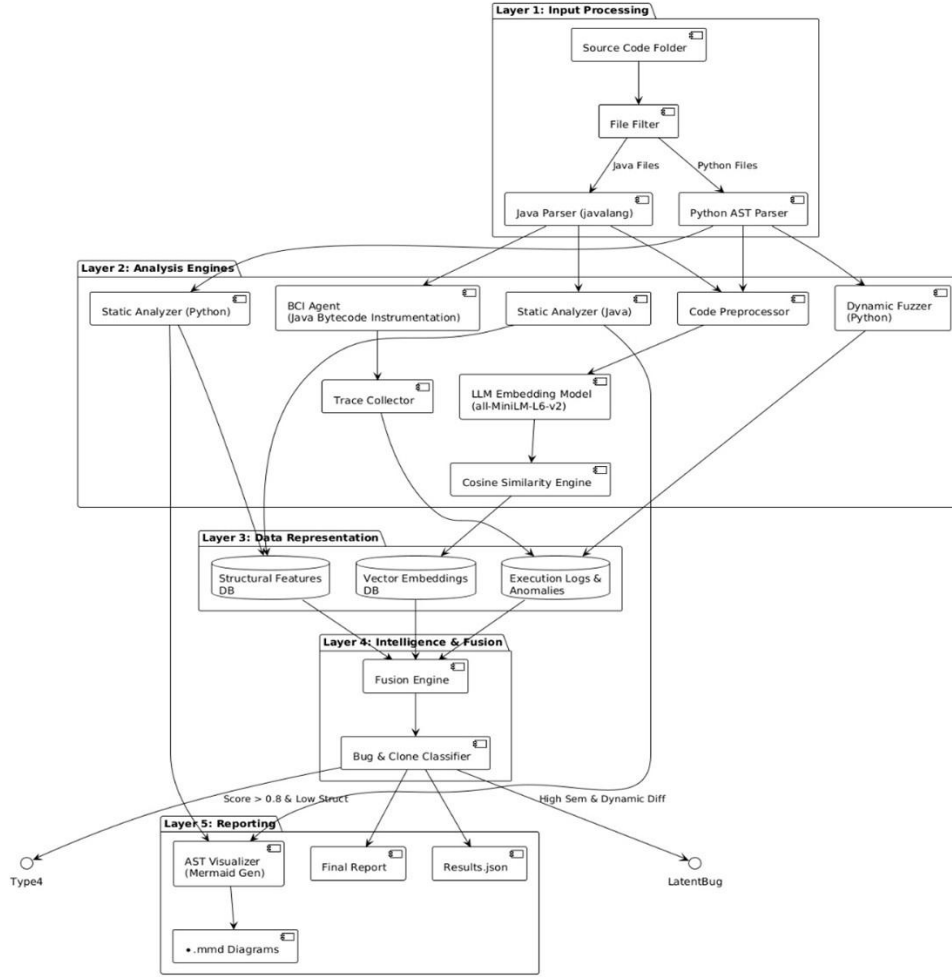 Layer 1: Input Processing
Source Code Folder
File Filter
Java Files
Python Files
Java Parser (javalang)
Python AST Parser
Layer 2: Analysis Engines
Static Analyzer (Python)
BCI Agent
(Java Bytecode Instrumentation)
Static Analyzer (Java)
Code Preprocessor
Dynamic Fuzzer
(Python)
Trace Collector
LLM Embedding Model
(all-MiniLM-L6-v2)
Cosine Similarity Engine
Layer 3: Data Representation
Structural Features
DB
Vector Embeddings
DB
Execution Logs &
Anomalies
Layer 4: Intelligence & Fusion
Fusion Engine
Bug & Clone Classifier
Score > 0.8 & Low Struct
High Sem & Dynamic Diff
Layer 5: Reporting
AST Visualizer
(Mermaid Gen)
Final Report
Results.json
Type4
LatentBug
•.mmd Diagrams